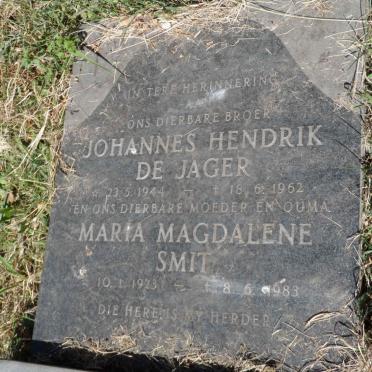 IN TERE HERINNERING
AAN
ONS DIERBARE BROER
JOHANNES HENDRIK
DE JAGER
* 23.5.1944 — † 18.6.1962
EN ONS DIERBARE MOEDER EN OUMA
MARIA MAGDALENE
SMIT
* 10.1.1923 — † 8.6.1983
DIE HERE IS MY HERDER